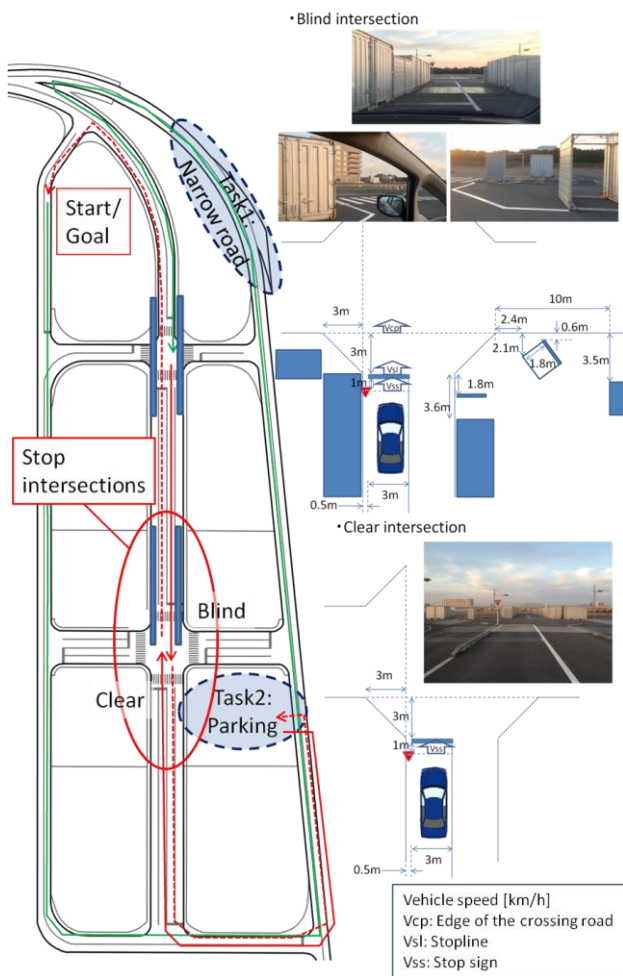 ・Blind intersection
Task1:
Narrow road
Start/
Goal
3m
Vcp
3m
Vsl
1m
Vss
10m
2.4m
0.6m
2.1m
1.8m
3.5m
1.8m
3.6m
0.5m
3m
Stop
intersections
Blind
Clear
Task2:
Parking
・Clear intersection
3m
3m
1m
Vss
0.5m
3m
Vehicle speed [km/h]
Vcp: Edge of the crossing road
Vsl: Stopline
Vss: Stop sign